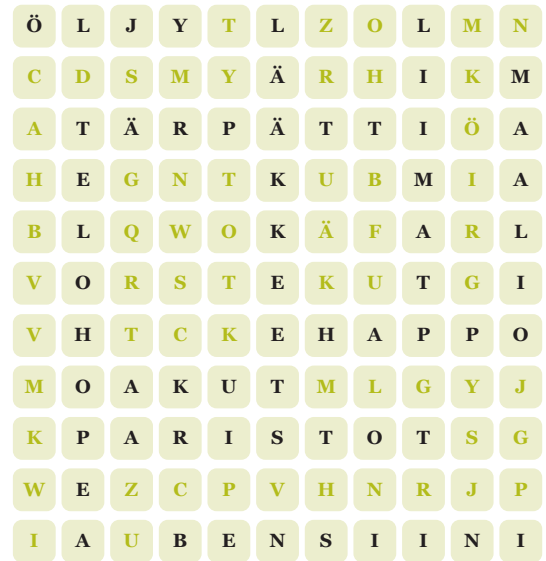 Ö L J Y T L Z O L M N
C D S M Y Ä R H I K M
A T Ä R P Ä T T I Ö A
H E G N T K U B M I A
B L Q W O K Ä F A R L
V O R S T E K U T G I
V H T C K E H A P P O
M O A K U T M L G Y J
K P A R I S T O T S G
W E Z C P V H N R J P
I A U B E N S I I N I